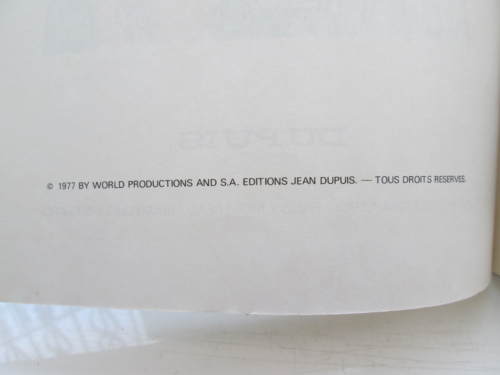 © 1977 BY WORLD PRODUCTIONS AND S.A. EDITIONS JEAN DUPUIS. — TOUS DROITS RESERVES.